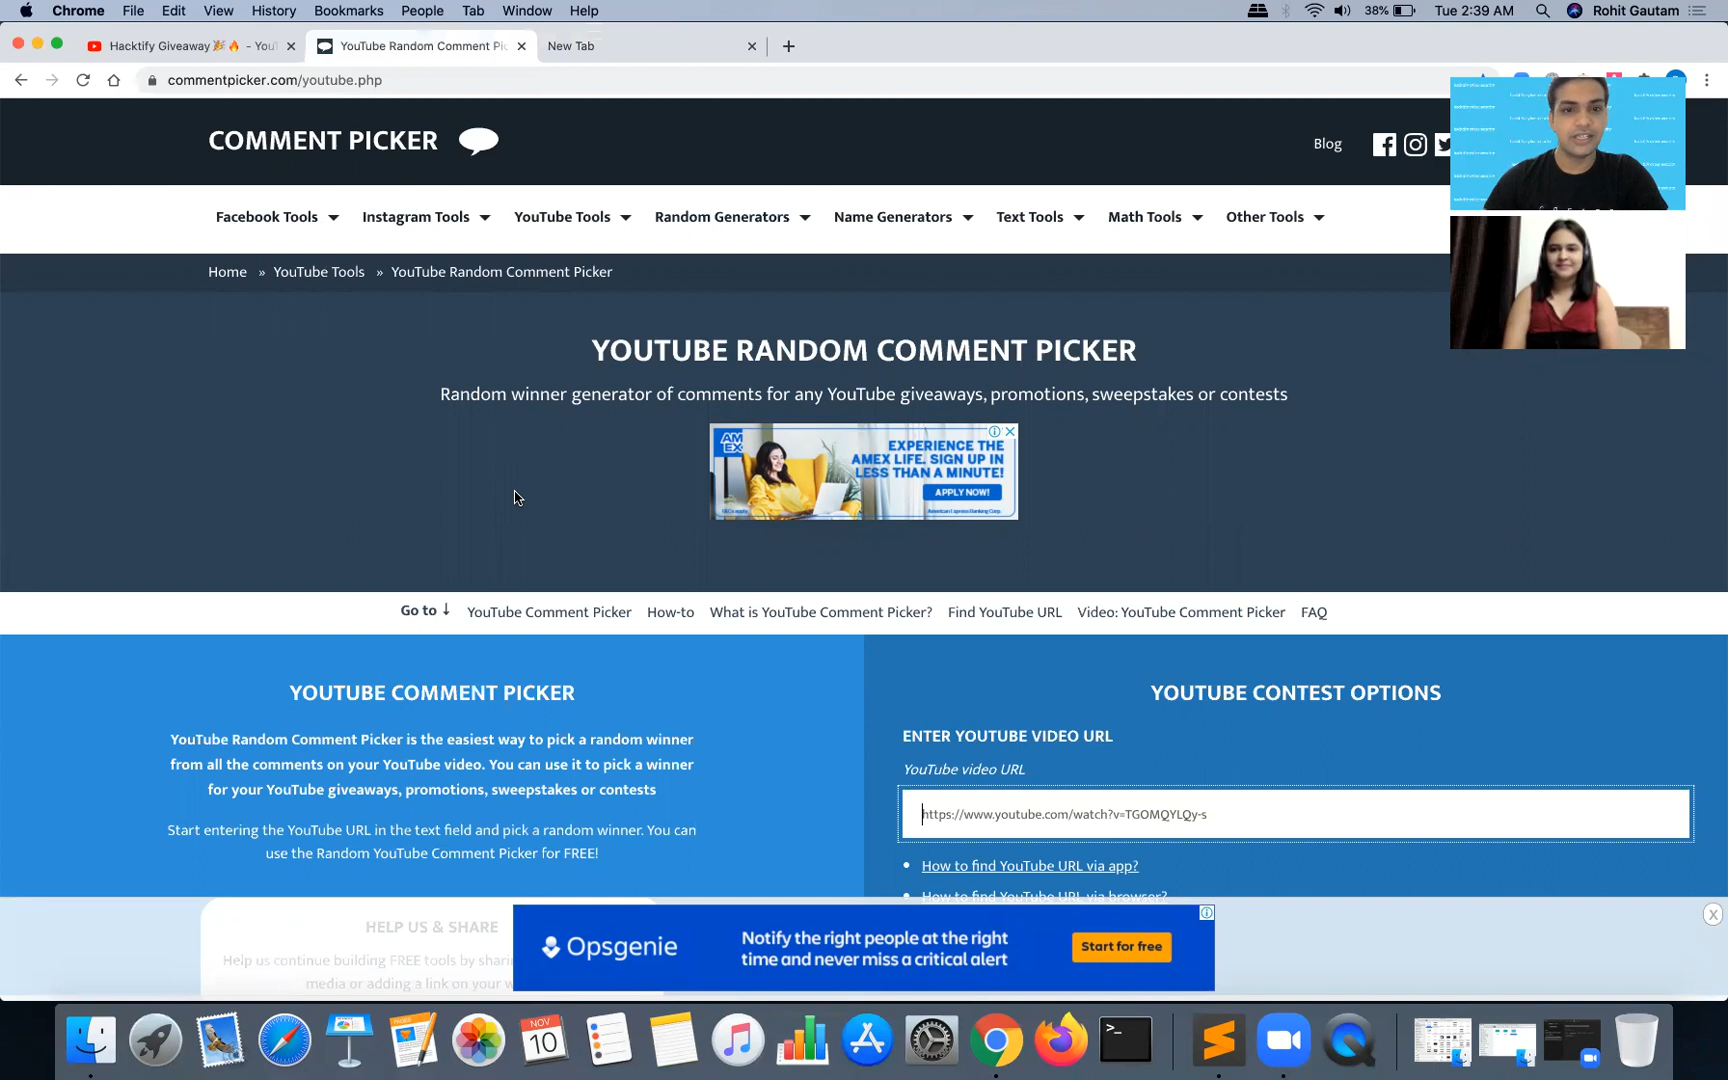 Chrome File Edit View History Bookmarks People Tab Window Help 38% Tue 2:39 AM Rohit Gautam
Hacktify Giveaway🎉🔥 - You
YouTube Random Comment Pic
New Tab
commentpicker.com/youtube.php
COMMENT PICKER
Blog
Facebook Tools Instagram Tools YouTube Tools Random Generators Name Generators Text Tools Math Tools Other Tools
Home » YouTube Tools » YouTube Random Comment Picker
YOUTUBE RANDOM COMMENT PICKER
Random winner generator of comments for any YouTube giveaways, promotions, sweepstakes or contests
AM
EX
EXPERIENCE THE
AMEX LIFE. SIGN UP IN
LESS THAN A MINUTE!
APPLY NOW!
American Express Banking Corp.
Go to ↓ YouTube Comment Picker How-to What is YouTube Comment Picker? Find YouTube URL Video: YouTube Comment Picker FAQ
YOUTUBE COMMENT PICKER
YouTube Random Comment Picker is the easiest way to pick a random winner
from all the comments on your YouTube video. You can use it to pick a winner
for your YouTube giveaways, promotions, sweepstakes or contests
Start entering the YouTube URL in the text field and pick a random winner. You can
use the Random YouTube Comment Picker for FREE!
YOUTUBE CONTEST OPTIONS
ENTER YOUTUBE VIDEO URL
YouTube video URL
https://www.youtube.com/watch?v=TGOMQYLQy-s
• How to find YouTube URL via app?
• How to find YouTube URL via browser?
HELP US & SHARE
Help us continue building FREE tools by sharin
media or adding a link on your w
Opsgenie
Notify the right people at the right
time and never miss a critical alert
Start for free
X
NOV
10